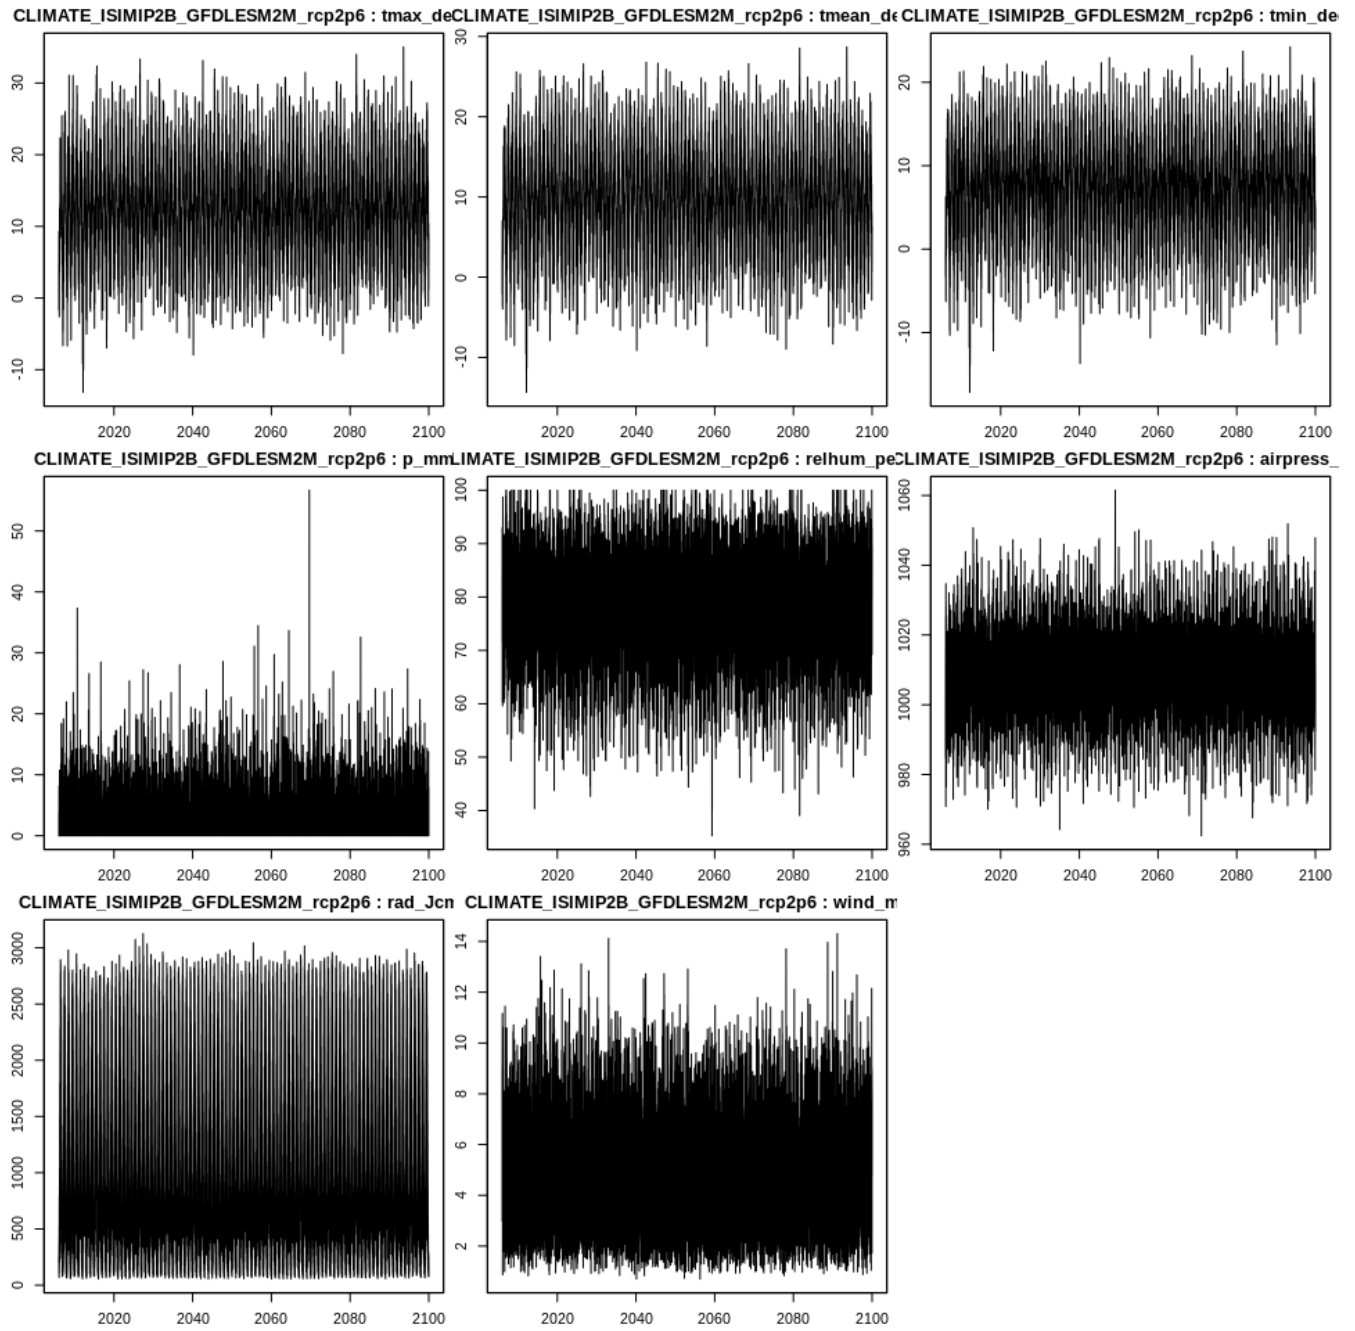 CLIMATE_ISIMIP2B_GFDLESM2M_rcp2p6 : tmax_de
CLIMATE_ISIMIP2B_GFDLESM2M_rcp2p6 : tmean_de
CLIMATE_ISIMIP2B_GFDLESM2M_rcp2p6 : tmin_de
30
20
10
0
-10
2020 2040 2060 2080 2100
30
20
10
0
-10
2020 2040 2060 2080 2100
20
10
0
-10
2020 2040 2060 2080 2100
CLIMATE_ISIMIP2B_GFDLESM2M_rcp2p6 : p_mm
LIMATE_ISIMIP2B_GFDLESM2M_rcp2p6 : relhum_pe
CLIMATE_ISIMIP2B_GFDLESM2M_rcp2p6 : airpress_
50
40
30
20
10
0
2020 2040 2060 2080 2100
100
90
80
70
60
50
40
2020 2040 2060 2080 2100
1060
1040
1020
1000
980
960
2020 2040 2060 2080 2100
CLIMATE_ISIMIP2B_GFDLESM2M_rcp2p6 : rad_Jcm
CLIMATE_ISIMIP2B_GFDLESM2M_rcp2p6 : wind_m
3000
2500
2000
1500
1000
500
0
2020 2040 2060 2080 2100
14
12
10
8
6
4
2
2020 2040 2060 2080 2100